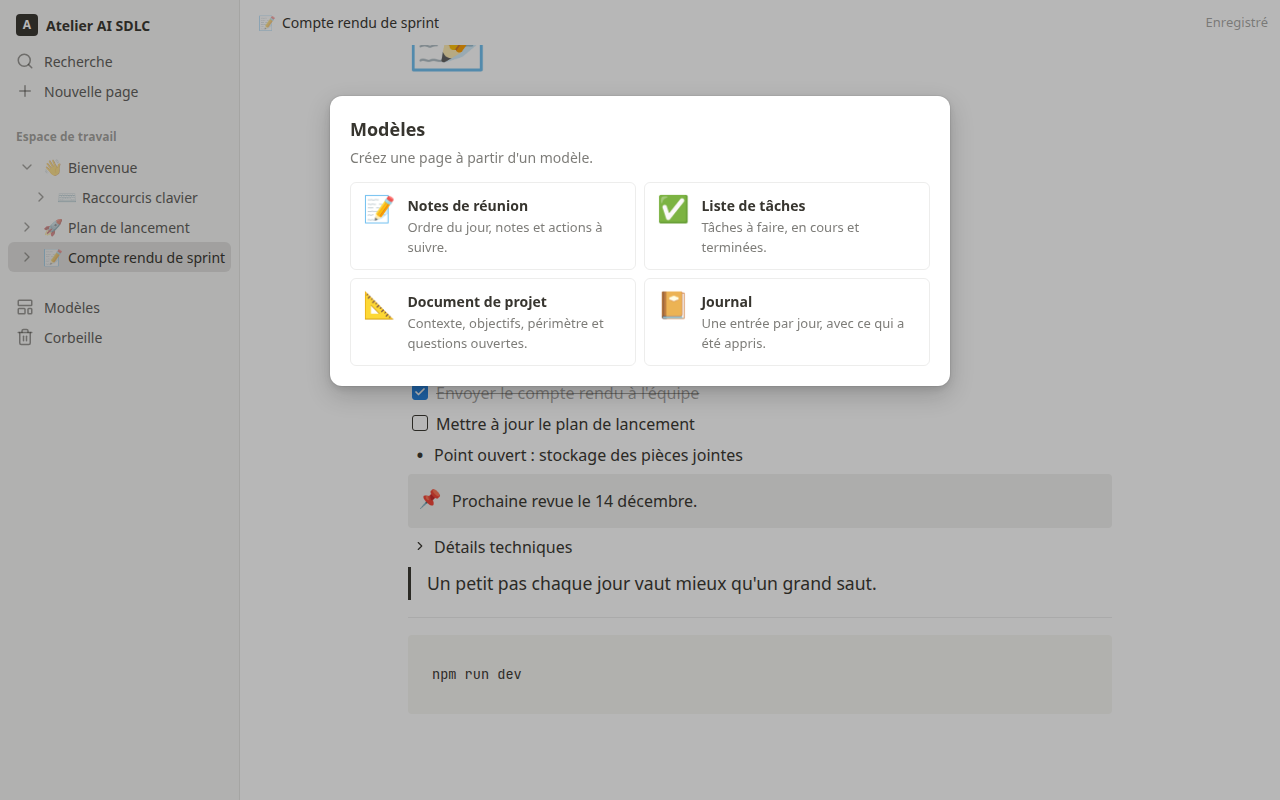 A Atelier AI SDLC
Recherche
Nouvelle page
Espace de travail
Bienvenue
Raccourcis clavier
Plan de lancement
Compte rendu de sprint
Modèles
Corbeille
Compte rendu de sprint
Enregistré
Modèles
Créez une page à partir d'un modèle.
Notes de réunion
Ordre du jour, notes et actions à
suivre.
Liste de tâches
Tâches à faire, en cours et
terminées.
Document de projet
Contexte, objectifs, périmètre et
questions ouvertes.
Journal
Une entrée par jour, avec ce qui a
été appris.
Envoyer le compte rendu à l'équipe
Mettre à jour le plan de lancement
• Point ouvert : stockage des pièces jointes
Prochaine revue le 14 décembre.
Détails techniques
Un petit pas chaque jour vaut mieux qu'un grand saut.
npm run dev